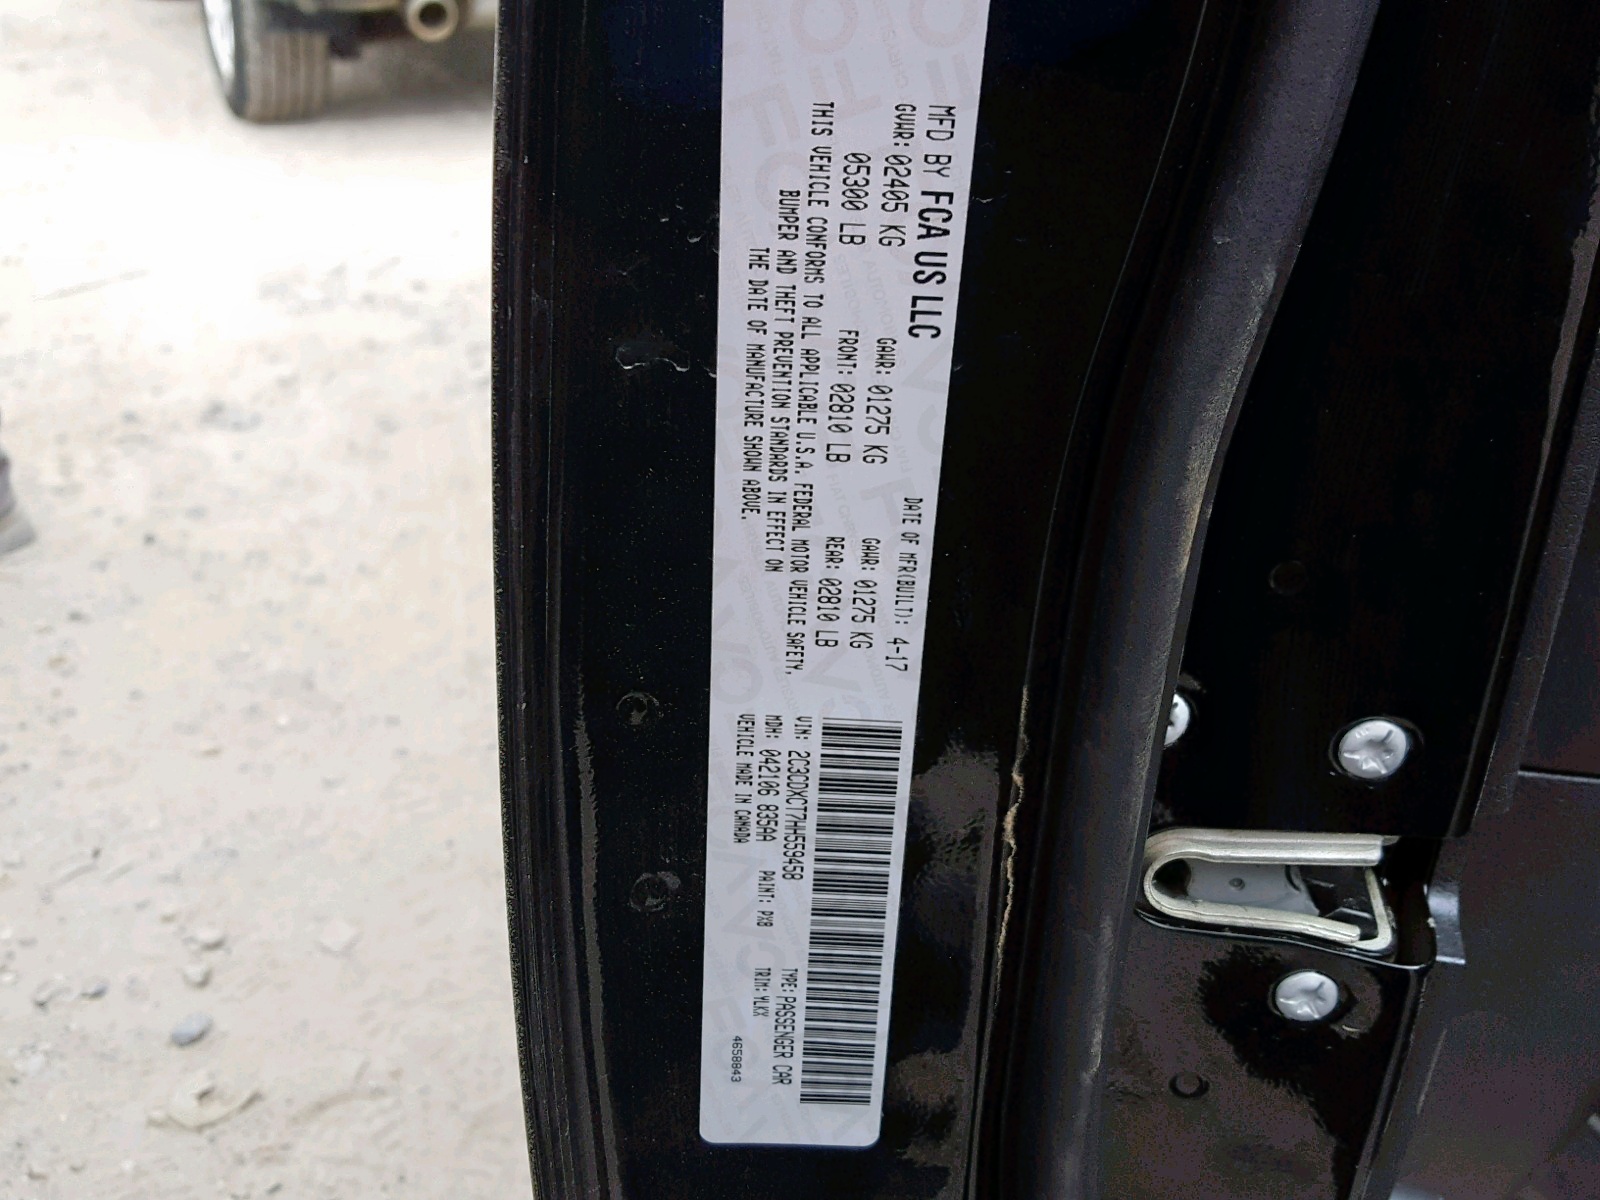 MFD BY FCA US LLC
DATE OF MFR(BUILT): 4-17
GVWR: 02405 KG GAWR: 01275 KG GAWR: 01275 KG
05300 LB FRONT: 02810 LB REAR: 02810 LB
THIS VEHICLE CONFORMS TO ALL APPLICABLE U.S.A. FEDERAL MOTOR VEHICLE SAFETY,
BUMPER AND THEFT PREVENTION STANDARDS IN EFFECT ON
THE DATE OF MANUFACTURE SHOWN ABOVE.
VIN: 2C3CDXCT7HH559458 TYPE: PASSENGER CAR
MDH: 042106 835AA PAINT: PX8 TRIM: YLKX
VEHICLE MADE IN CANADA 4658843